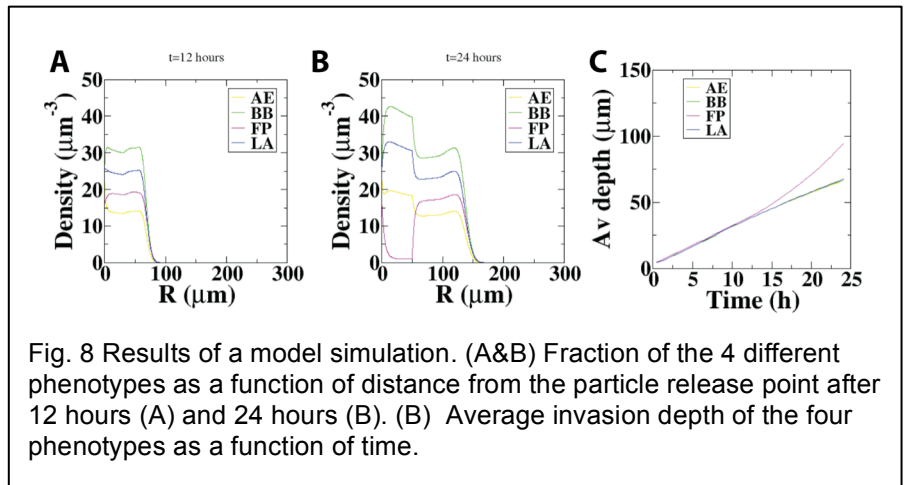 A t=12 hours
50
40
30
20
10
0
Density (μm⁻³)
AE
BB
FP
LA
0 100 200 300
R (μm)
B t=24 hours
50
40
30
20
10
0
Density (μm⁻³)
AE
BB
FP
LA
0 100 200 300
R (μm)
C
150
100
50
0
Av depth (μm)
AE
BB
FP
LA
0 5 10 15 20 25
Time (h)
Fig. 8 Results of a model simulation. (A&B) Fraction of the 4 different
phenotypes as a function of distance from the particle release point after
12 hours (A) and 24 hours (B). (B) Average invasion depth of the four
phenotypes as a function of time.